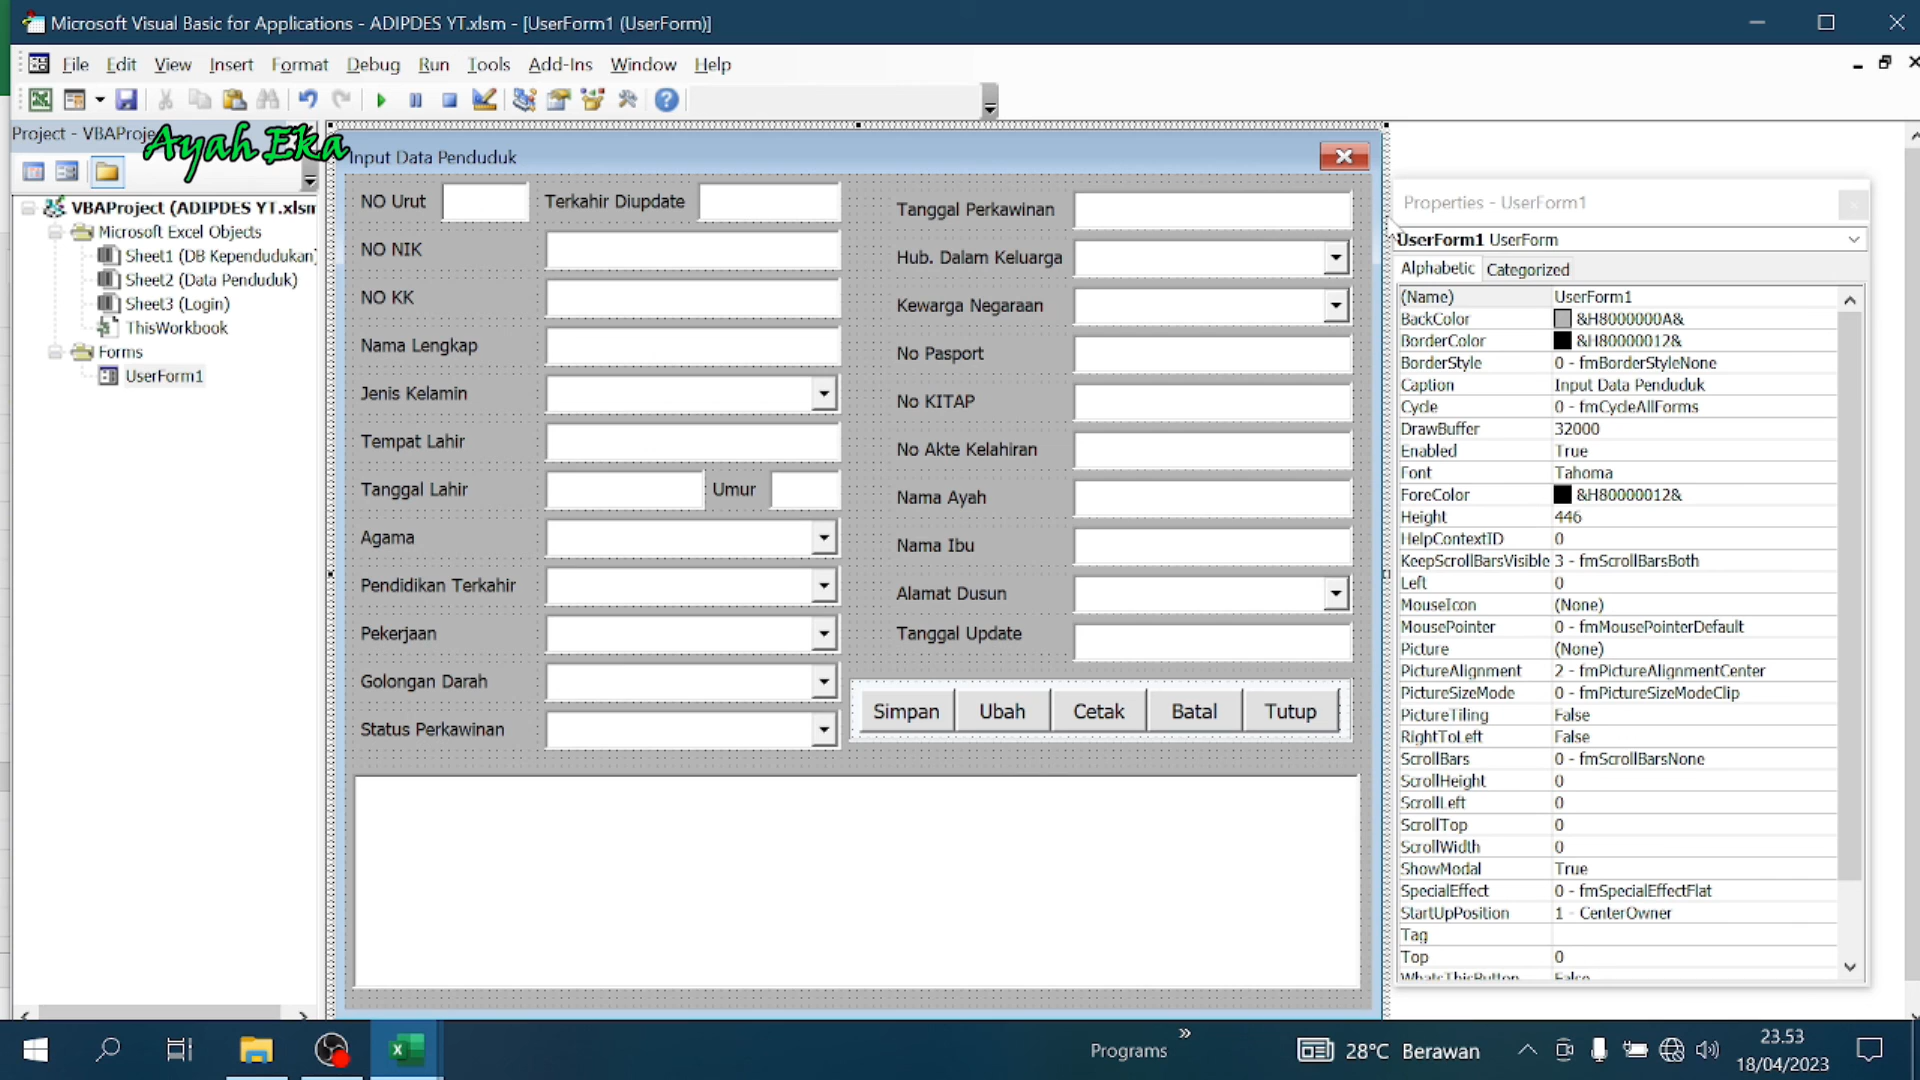 Microsoft Visual Basic for Applications - ADIPDES YT.xlsm - [UserForm1 (UserForm)]
File Edit View Insert Format Debug Run Tools Add-Ins Window Help
Project - VBAProje
Ayah Eka
VBAProject (ADIPDES YT.xlsm
Microsoft Excel Objects
Sheet1 (DB Kependudukan)
Sheet2 (Data Penduduk)
Sheet3 (Login)
ThisWorkbook
Forms
UserForm1
Input Data Penduduk
NO Urut Terkahir Diupdate
NO NIK
NO KK
Nama Lengkap
Jenis Kelamin
Tempat Lahir
Tanggal Lahir Umur
Agama
Pendidikan Terkahir
Pekerjaan
Golongan Darah
Status Perkawinan
Tanggal Perkawinan
Hub. Dalam Keluarga
Kewarga Negaraan
No Pasport
No KITAP
No Akte Kelahiran
Nama Ayah
Nama Ibu
Alamat Dusun
Tanggal Update
Simpan Ubah Cetak Batal Tutup
Properties - UserForm1
UserForm1 UserForm
Alphabetic Categorized
(Name) UserForm1
BackColor &H8000000A&
BorderColor &H80000012&
BorderStyle 0 - fmBorderStyleNone
Caption Input Data Penduduk
Cycle 0 - fmCycleAllForms
DrawBuffer 32000
Enabled True
Font Tahoma
ForeColor &H80000012&
Height 446
HelpContextID 0
KeepScrollBarsVisible 3 - fmScrollBarsBoth
Left 0
MouseIcon (None)
MousePointer 0 - fmMousePointerDefault
Picture (None)
PictureAlignment 2 - fmPictureAlignmentCenter
PictureSizeMode 0 - fmPictureSizeModeClip
PictureTiling False
RightToLeft False
ScrollBars 0 - fmScrollBarsNone
ScrollHeight 0
ScrollLeft 0
ScrollTop 0
ScrollWidth 0
ShowModal True
SpecialEffect 0 - fmSpecialEffectFlat
StartUpPosition 1 - CenterOwner
Tag
Top 0
WhatsThisButton False
Programs
28°C Berawan
23.53
18/04/2023